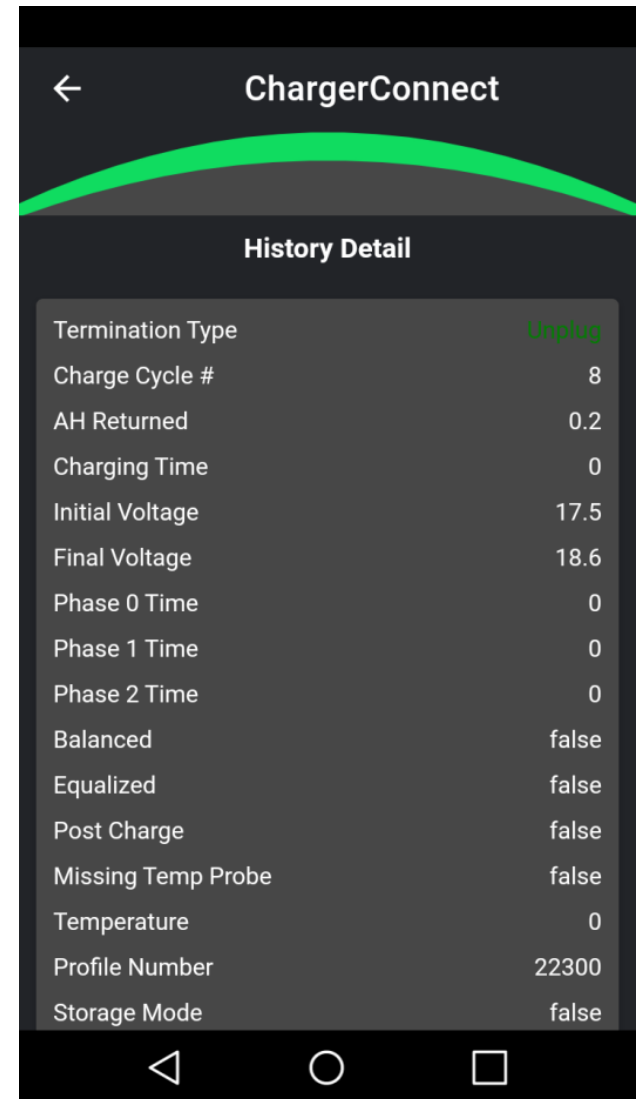 ChargerConnect
History Detail
Termination Type Unplug
Charge Cycle # 8
AH Returned 0.2
Charging Time 0
Initial Voltage 17.5
Final Voltage 18.6
Phase 0 Time 0
Phase 1 Time 0
Phase 2 Time 0
Balanced false
Equalized false
Post Charge false
Missing Temp Probe false
Temperature 0
Profile Number 22300
Storage Mode false